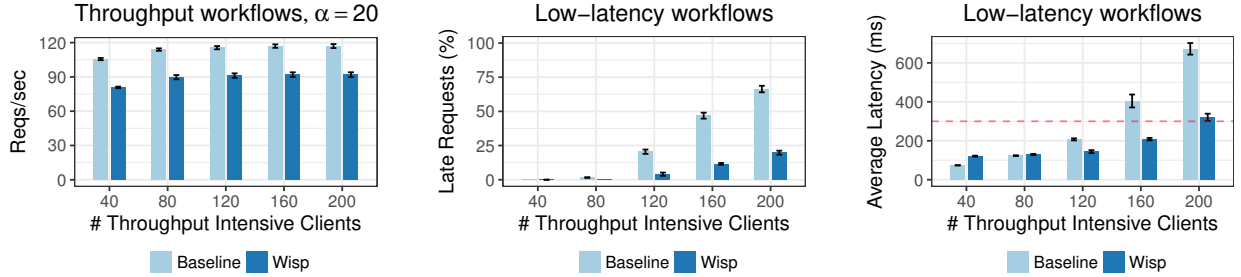 Throughput workflows, α = 20
Reqs/sec
120
90
60
30
0
40 80 120 160 200
# Throughput Intensive Clients
Baseline Wisp
Low−latency workflows
Late Requests (%)
100
75
50
25
0
40 80 120 160 200
# Throughput Intensive Clients
Baseline Wisp
Low−latency workflows
Average Latency (ms)
600
400
200
0
40 80 120 160 200
# Throughput Intensive Clients
Baseline Wisp